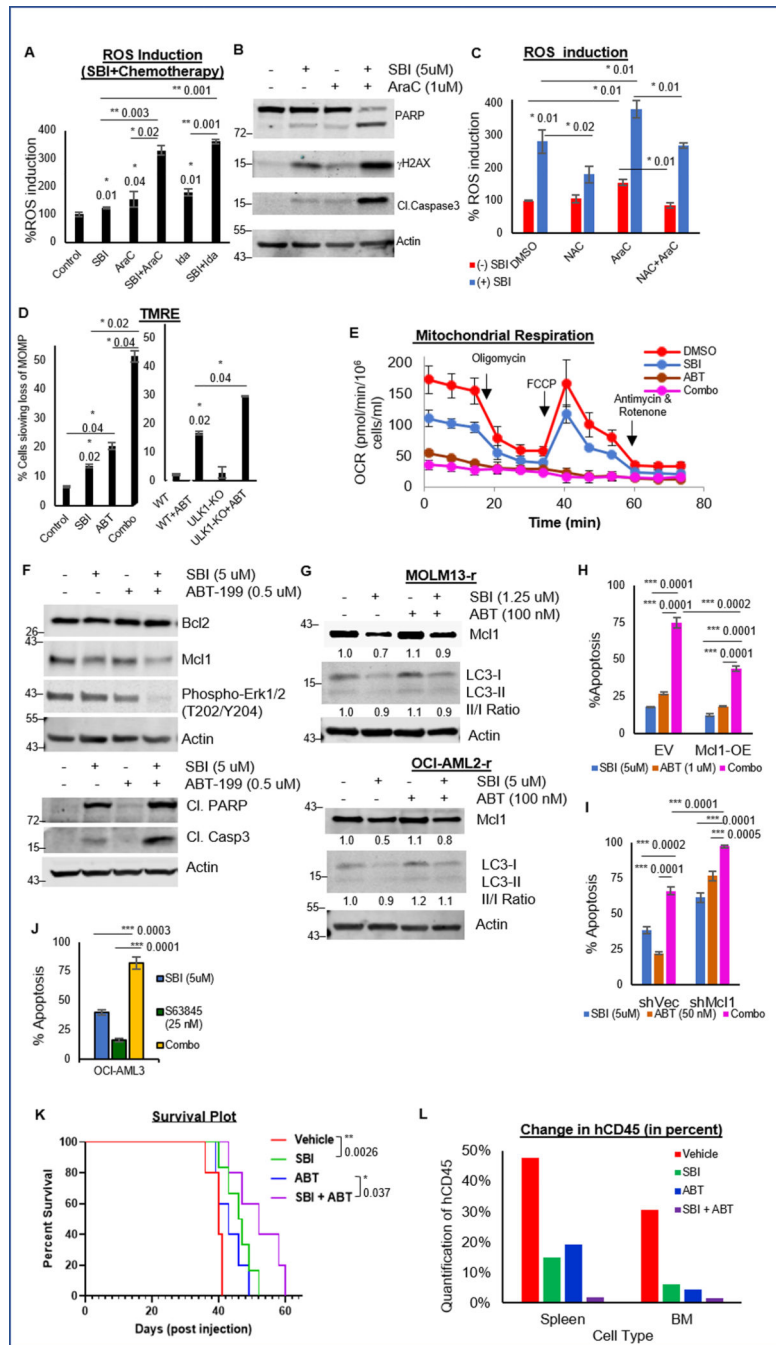 A
ROS Induction
(SBI+Chemotherapy)
** 0.001
** 0.003
* 0.02
** 0.001
400
300
200
100
0
%ROS induction
*
0.01
*
0.04
*
0.01
Control
SBI
AraC
SBI+AraC
Ida
SBI+Ida
B
- + - + SBI (5uM)
- - + + AraC (1uM)
PARP
72
γH2AX
15
Cl.Caspase3
15
Actin
43
C
ROS induction
* 0.01
* 0.01
* 0.01
* 0.01
* 0.02
* 0.01
400
300
200
100
0
% ROS induction
DMSO
NAC
AraC
NAC+AraC
(-) SBI
(+) SBI
D
TMRE
% Cells slowing loss of MOMP
* 0.02
* 0.04
*
0.04
*
0.02
50
40
30
20
10
0
Control
SBI
ABT
Combo
50
40
30
20
10
0
*
0.04
*
0.02
WT
WT+ABT
ULK1-KO
ULK1-KO+ABT
E
Mitochondrial Respiration
Oligomycin
FCCP
Antimycin &
Rotenone
DMSO
SBI
ABT
Combo
OCR (pmol/min/10⁶
cells/ml)
200
150
100
50
0
0 20 40 60 80
Time (min)
F
- + - + SBI (5 uM)
- - + + ABT-199 (0.5 uM)
Bcl2
26
43
Mcl1
43
Phospho-Erk1/2
(T202/Y204)
Actin
43
- + - + SBI (5 uM)
- - + + ABT-199 (0.5 uM)
Cl. PARP
72
Cl. Casp3
15
Actin
43
G
MOLM13-r
- + - + SBI (1.25 uM)
- - + + ABT (100 nM)
43
Mcl1
1.0 0.7 1.1 0.9
15
LC3-I
LC3-II
1.0 0.9 1.1 0.9 II/I Ratio
43
Actin
OCI-AML2-r
- + - + SBI (5 uM)
- - + + ABT (100 nM)
43
Mcl1
1.0 0.5 1.1 0.8
15
LC3-I
LC3-II
1.0 0.9 1.2 1.1 II/I Ratio
43
Actin
H
*** 0.0001
*** 0.0002
*** 0.0001
*** 0.0001
*** 0.0001
100
75
50
25
0
%Apoptosis
EV
Mcl1-OE
SBI (5uM)
ABT (1 uM)
Combo
I
*** 0.0001
*** 0.0001
*** 0.0005
*** 0.0002
*** 0.0001
100
75
50
25
0
% Apoptosis
shVec
shMcl1
SBI (5uM)
ABT (50 nM)
Combo
J
*** 0.0003
*** 0.0001
100
75
50
25
0
% Apoptosis
OCI-AML3
SBI (5uM)
S63845
(25 nM)
Combo
K
Survival Plot
Vehicle
SBI
**
0.0026
ABT
SBI + ABT
*
0.037
Percent Survival
100
80
60
40
20
0
0 20 40 60
Days (post injection)
L
Change in hCD45 (in percent)
Vehicle
SBI
ABT
SBI + ABT
Quantification of hCD45
50%
40%
30%
20%
10%
0%
Spleen
BM
Cell Type